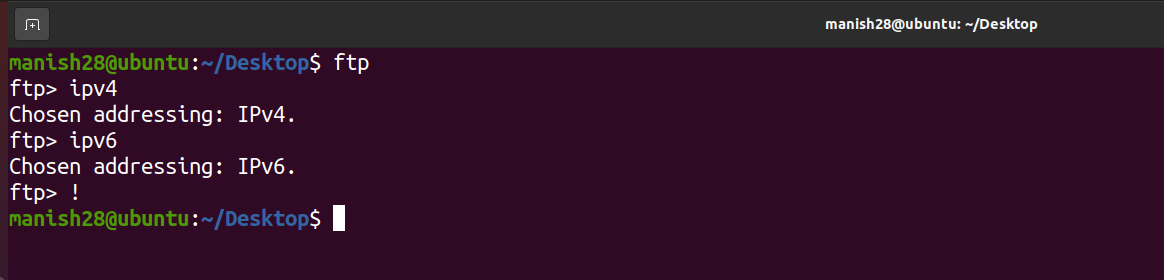 manish28@ubuntu: ~/Desktop
manish28@ubuntu:~/Desktop$ ftp
ftp> ipv4
Chosen addressing: IPv4.
ftp> ipv6
Chosen addressing: IPv6.
ftp> !
manish28@ubuntu:~/Desktop$